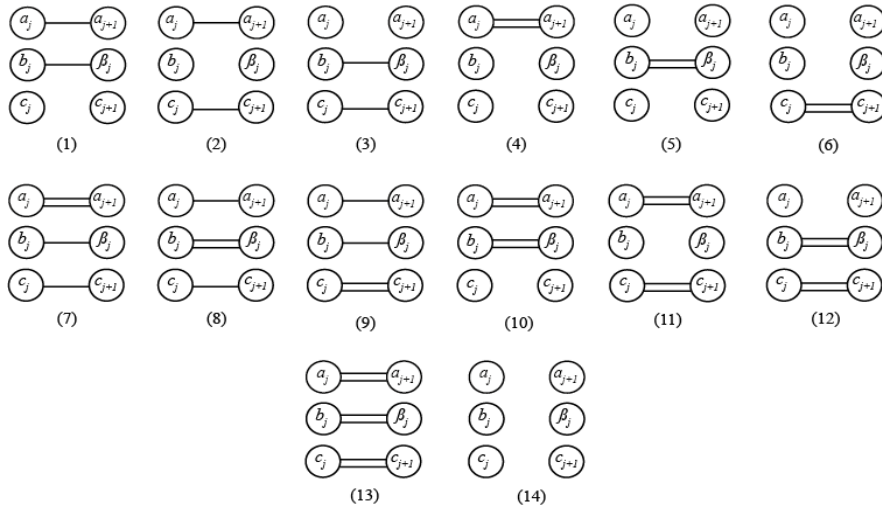 a_j a_{j+1} a_j a_{j+1} a_j a_{j+1} a_j a_{j+1} a_j a_{j+1} a_j a_{j+1}
b_j β_j b_j β_j b_j β_j b_j β_j b_j β_j b_j β_j
c_j c_{j+1} c_j c_{j+1} c_j c_{j+1} c_j c_{j+1} c_j c_{j+1} c_j c_{j+1}
(1) (2) (3) (4) (5) (6)
a_j a_{j+1} a_j a_{j+1} a_j a_{j+1} a_j a_{j+1} a_j a_{j+1} a_j a_{j+1}
b_j β_j b_j β_j b_j β_j b_j β_j b_j β_j b_j β_j
c_j c_{j+1} c_j c_{j+1} c_j c_{j+1} c_j c_{j+1} c_j c_{j+1} c_j c_{j+1}
(7) (8) (9) (10) (11) (12)
a_j a_{j+1} a_j a_{j+1}
b_j β_j b_j β_j
c_j c_{j+1} c_j c_{j+1}
(13) (14)